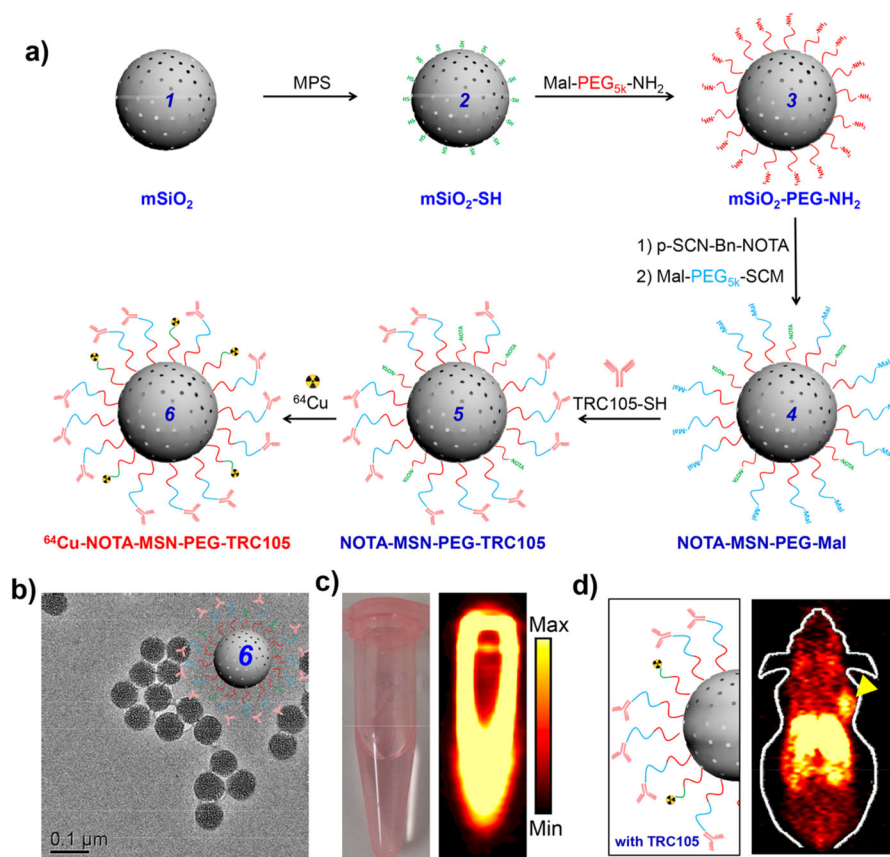 a)
1
MPS
2
Mal-PEG5k-NH2
3
mSiO2
mSiO2-SH
mSiO2-PEG-NH2
1) p-SCN-Bn-NOTA
2) Mal-PEG5k-SCM
6
64Cu
5
TRC105-SH
4
64Cu-NOTA-MSN-PEG-TRC105
NOTA-MSN-PEG-TRC105
NOTA-MSN-PEG-Mal
b)
6
0.1 µm
c)
Max
Min
d)
with TRC105